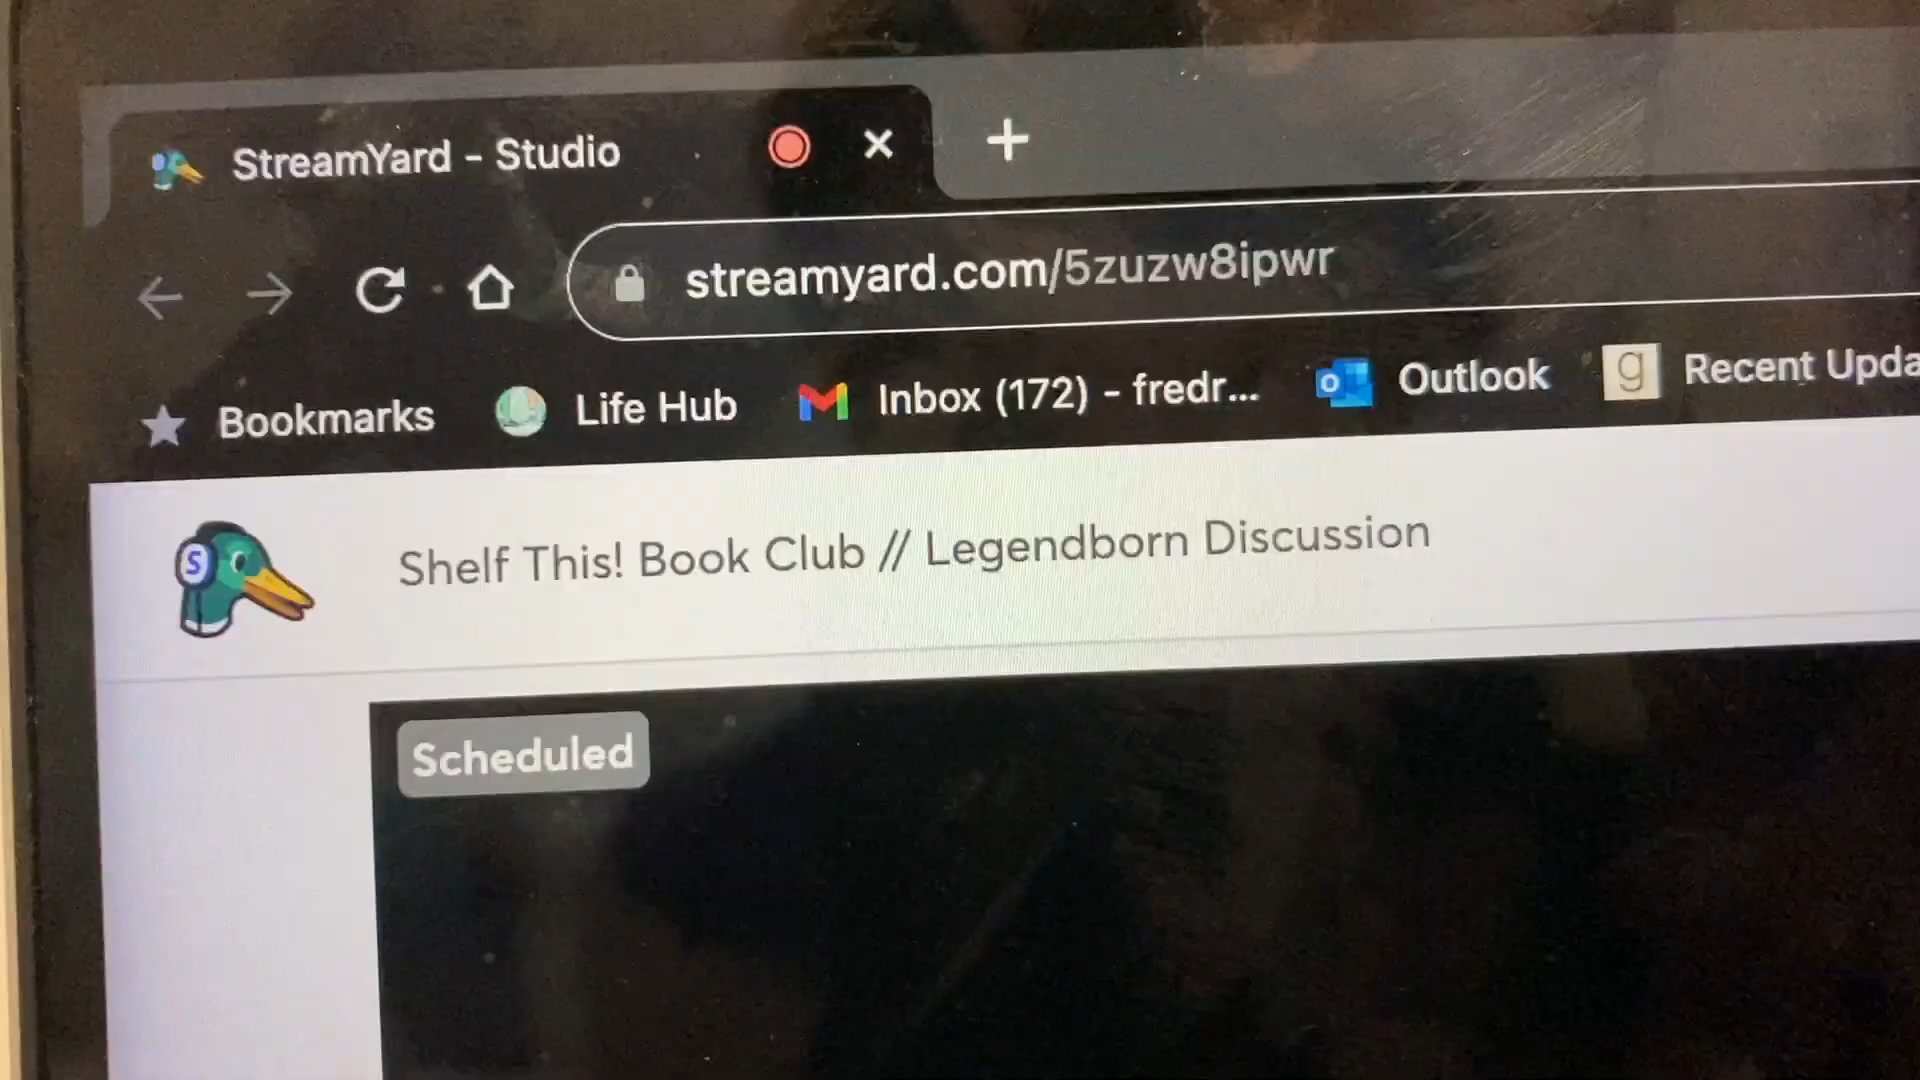 StreamYard - Studio
streamyard.com/5zuzw8ipwr
Bookmarks Life Hub Inbox (172) - fredr... Outlook g Recent Upda
S
Shelf This! Book Club // Legendborn Discussion
Scheduled